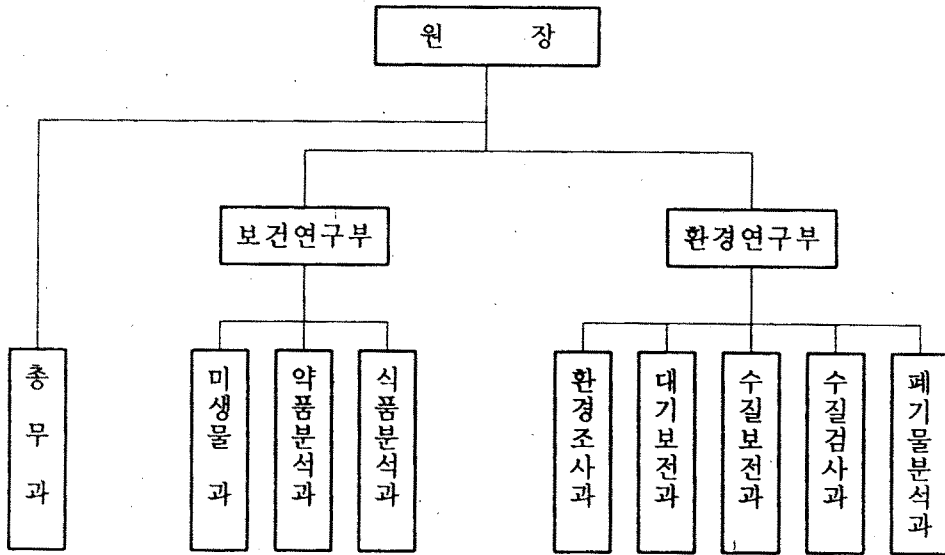 원 장
보건연구부
환경연구부
총무과
미생물과
약품분석과
식품분석과
환경조사과
대기보전과
수질보전과
수질검사과
폐기물분석과